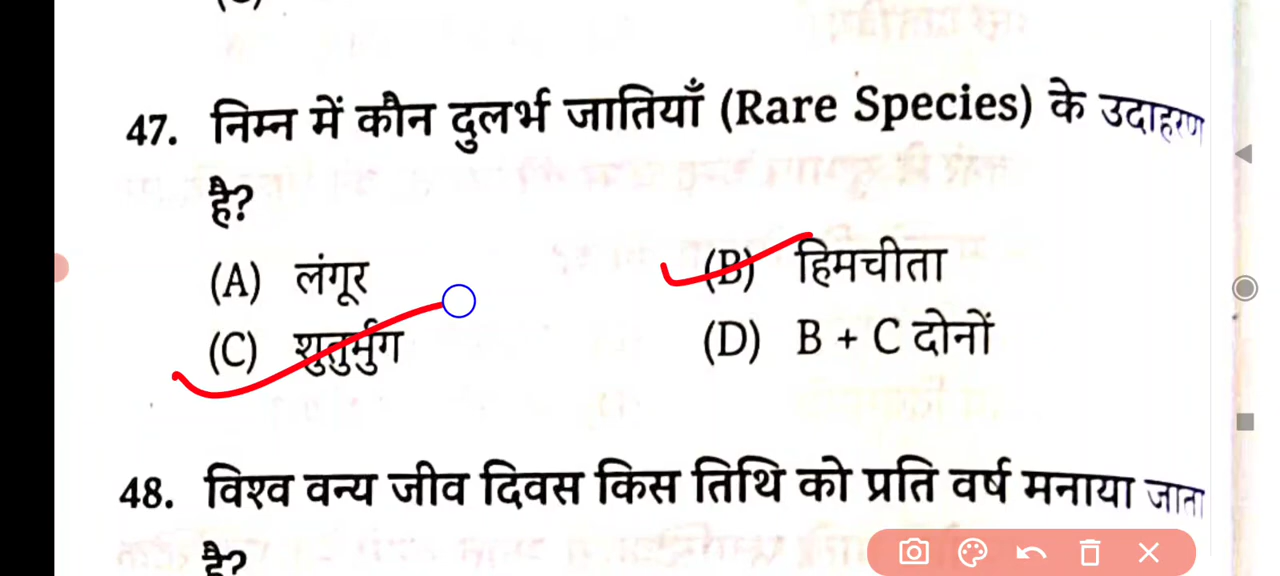 47. निम्न में कौन दुलर्भ जातियाँ (Rare Species) के उदाहरण
है?
(A) लंगूर (B) हिमचीता
(C) शुतुर्मुग (D) B + C दोनों
48. विश्व वन्य जीव दिवस किस तिथि को प्रति वर्ष मनाया जाता
है?